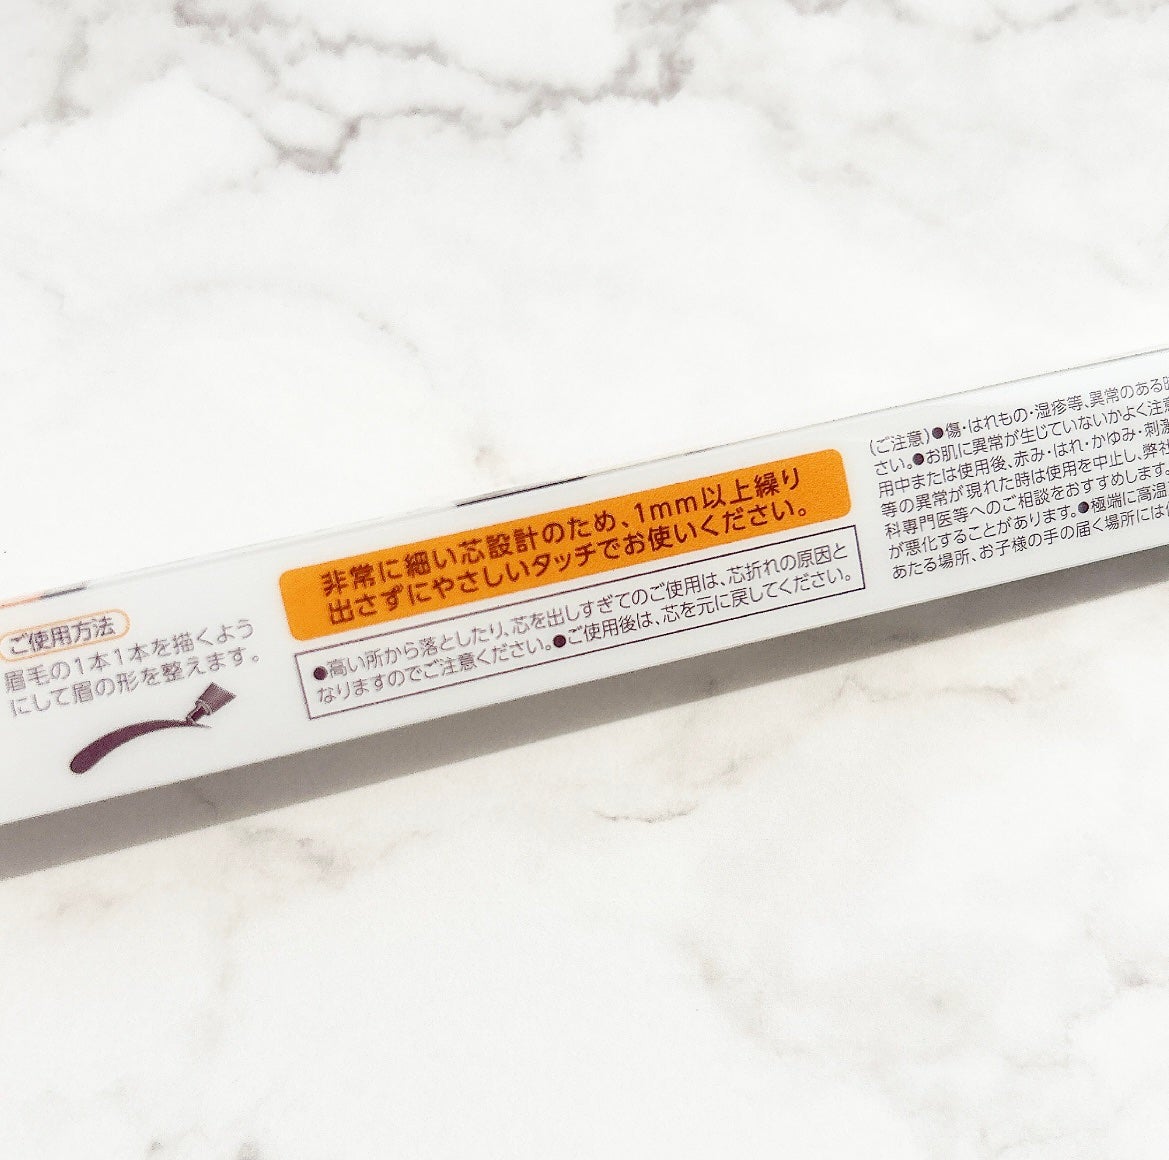 ご使用方法
眉毛の1本1本を描くよう
にして眉の形を整えます。
非常に細い芯設計のため、1mm以上繰り
出さずにやさしいタッチでお使いください。
●高い所から落としたり、芯を出しすぎてのご使用は、芯折れの原因と
なりますのでご注意ください。●ご使用後は、芯を元に戻してください。
(ご注意)●傷・はれもの・湿疹等、異常のある
さい。●お肌に異常が生じていないかよく注意
用中または使用後、赤み・はれ・かゆみ・刺激
等の異常が現れた時は使用を中止し、弊社
科専門医等へのご相談をおすすめします。
が悪化することがあります。●極端に高温
あたる場所、お子様の手の届く場所には